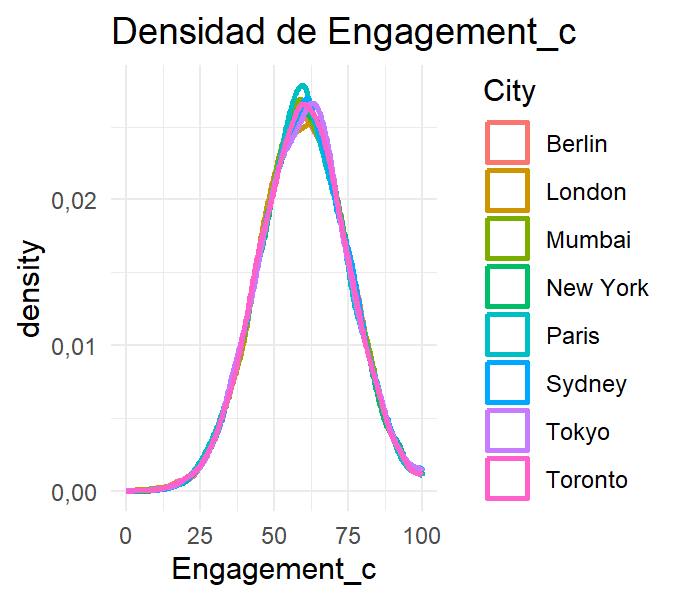 Densidad de Engagement_c
density
0,02
0,01
0,00
0
25
50
75
100
Engagement_c
City
Berlin
London
Mumbai
New York
Paris
Sydney
Tokyo
Toronto